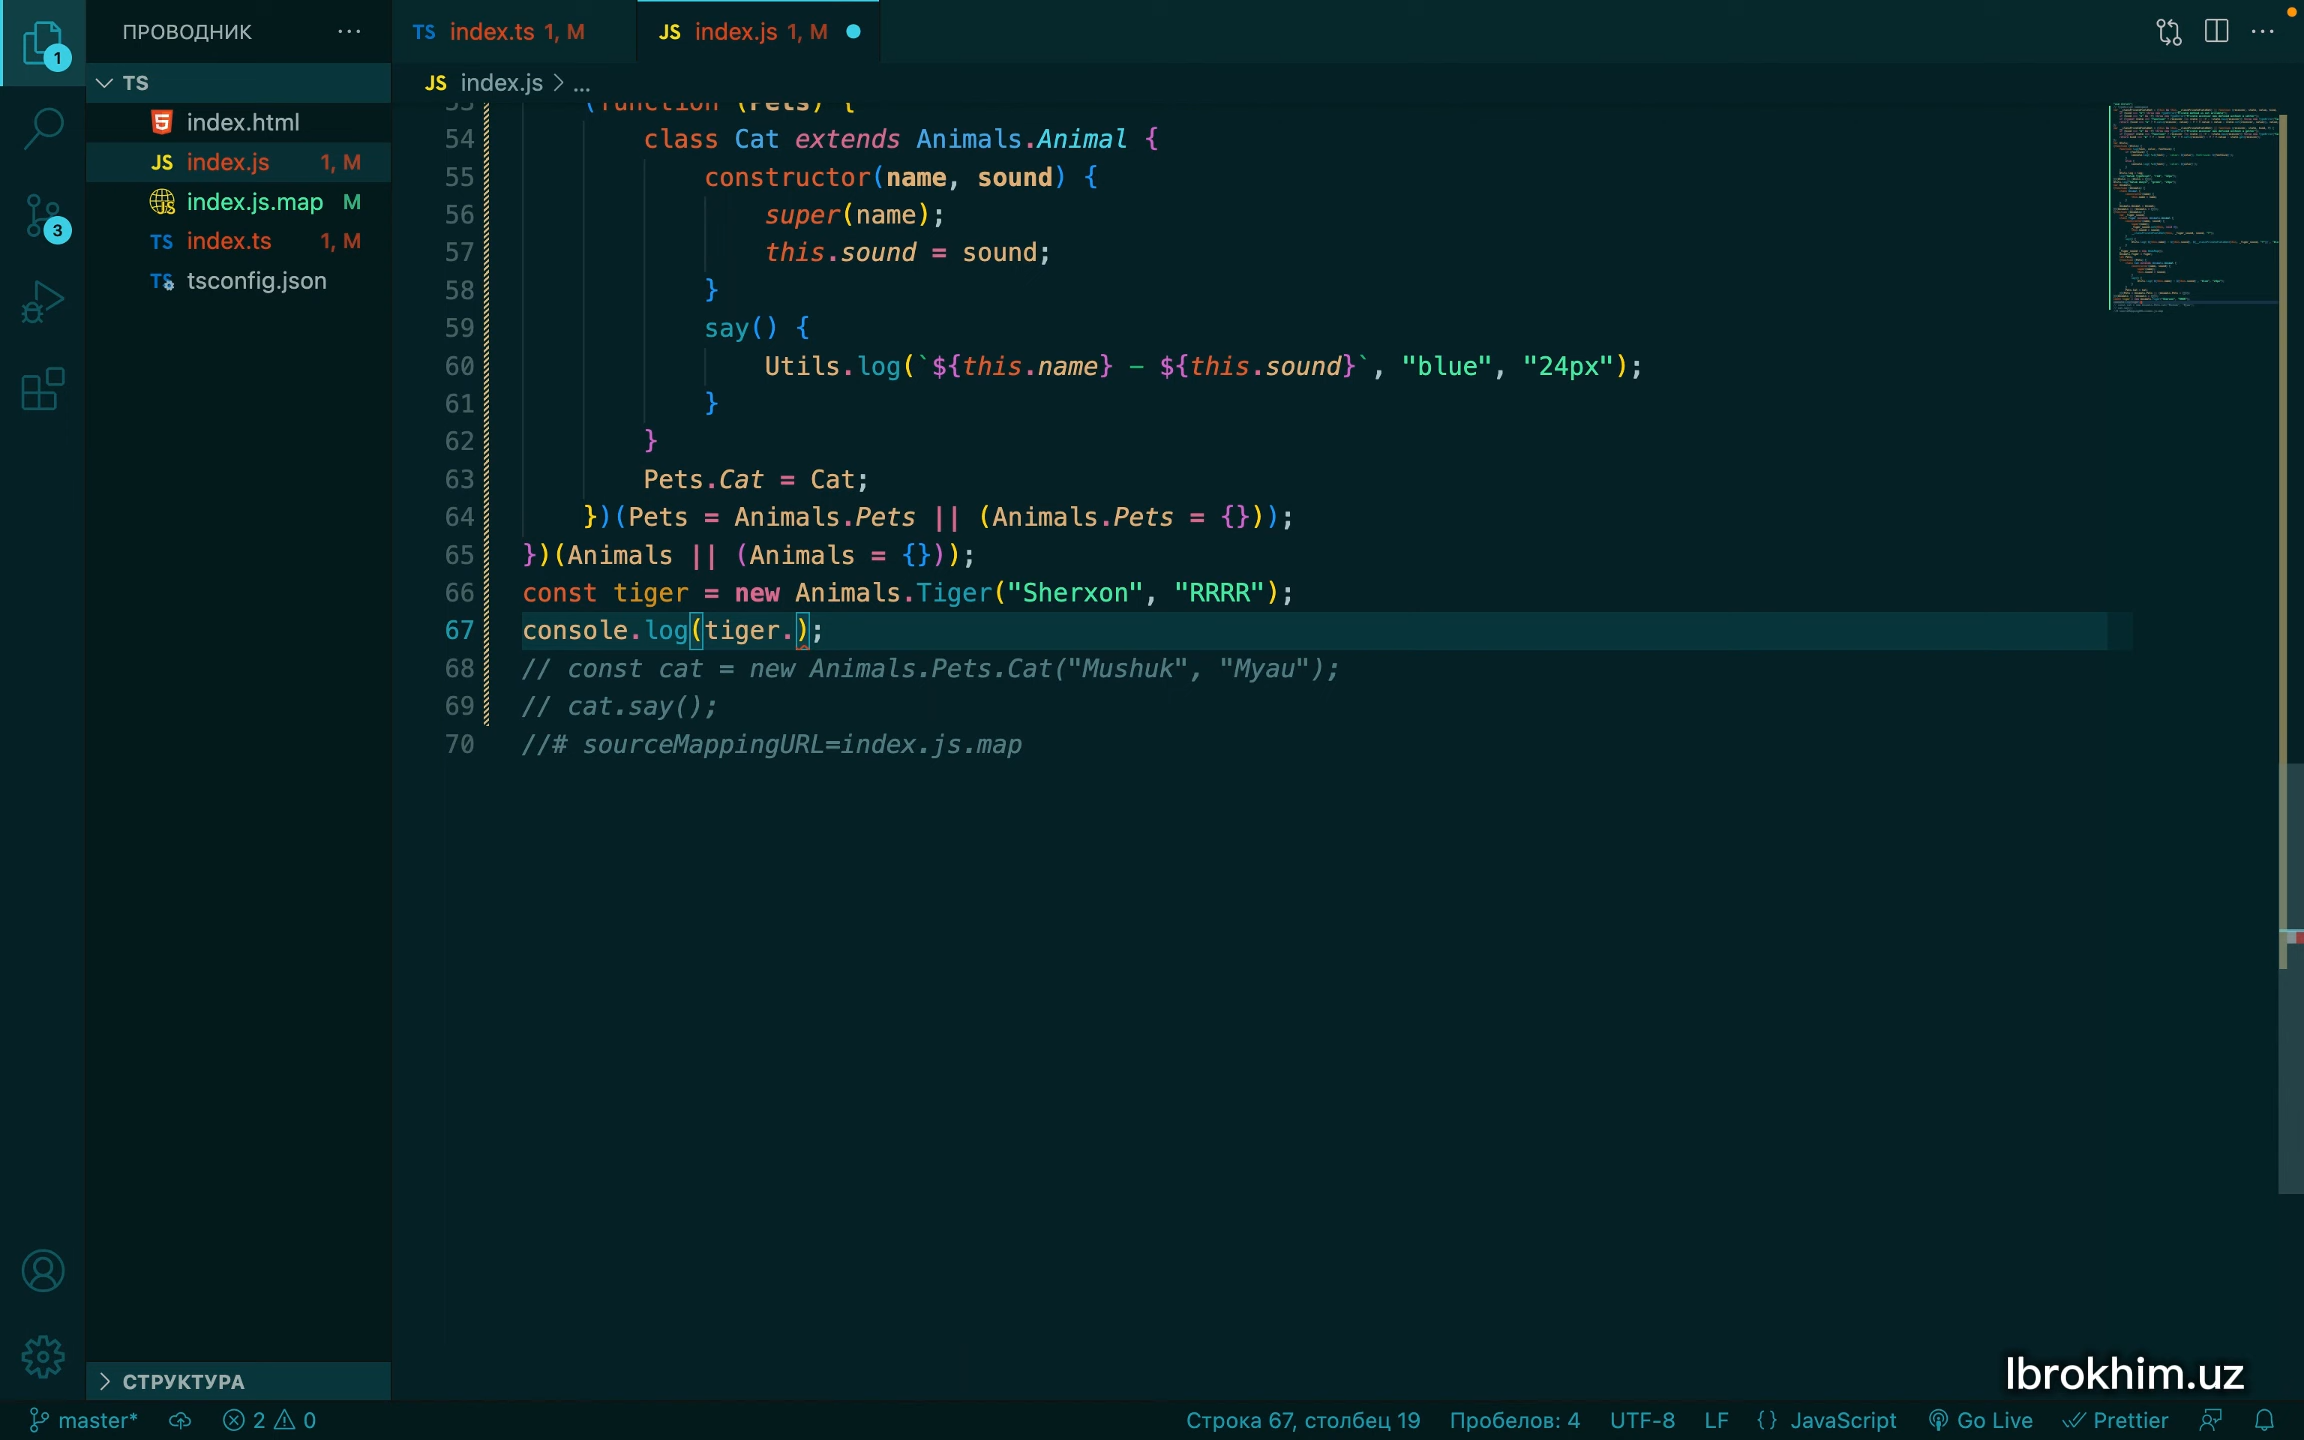 ПРОВОДНИК
TS index.ts 1, M
JS index.js 1, M
1
TS
JS index.js > ...
index.html
JS index.js 1, M
index.js.map M
TS index.ts 1, M
TS tsconfig.json
3
53 (function (Pets) {
54 class Cat extends Animals.Animal {
55 constructor(name, sound) {
56 super(name);
57 this.sound = sound;
58 }
59 say() {
60 Utils.log(`${this.name} – ${this.sound}`, "blue", "24px");
61 }
62 }
63 Pets.Cat = Cat;
64 })(Pets = Animals.Pets || (Animals.Pets = {}));
65 })(Animals || (Animals = {}));
66 const tiger = new Animals.Tiger("Sherxon", "RRRR");
67 console.log(tiger.);
68 // const cat = new Animals.Pets.Cat("Mushuk", "Myau");
69 // cat.say();
70 //# sourceMappingURL=index.js.map
СТРУКТУРА
Ibrokhim.uz
master* 2 0 Строка 67, столбец 19 Пробелов: 4 UTF-8 LF {} JavaScript Go Live Prettier